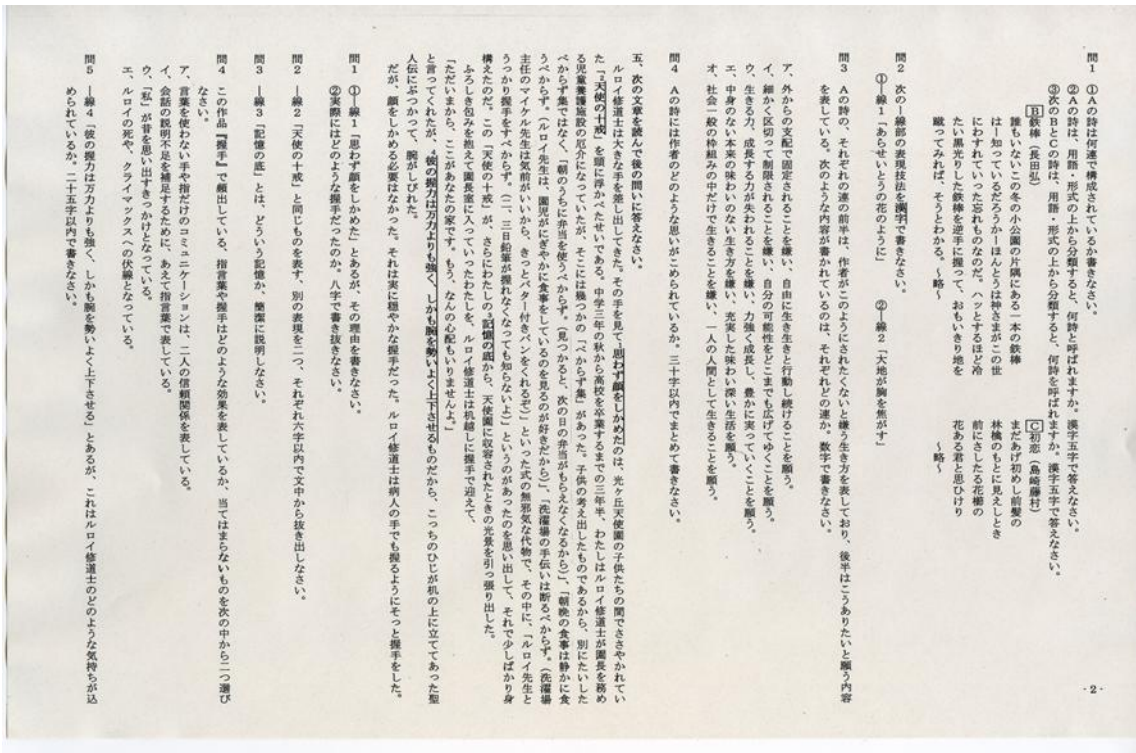 問1 ①Aの詩は何連で構成されているか書きなさい。
②Aの詩は、用語・形式の上から分類すると、何詩と呼ばれますか。漢字五字で答えなさい。
③次のBとCの詩は、用語・形式の上から分類すると、何詩を呼ばれますか。漢字五字で答えなさい。
B鉄棒(長田弘)
誰もいないこの冬の小公園の片隅にある一本の鉄棒
はー知っているだろうかーほんとうは神さまがこの世
にわすれていった忘れものなのだ。ハッとするほど冷
たい黒光りした鉄棒を逆手に握って、おもいきり地を
蹴ってみれば、そうとわかる。 ~略~
C初恋(島崎藤村)
まだあげ初めし前髪の
林檎のもとに見えしとき
前にさしたる花櫛の
花ある君と思ひけり
~略~
問2 次の―線部の表現技法を漢字で書きなさい。
①―線1「あらせいとうの花のように」 ②―線2「大地が胸を焦がす」
問3 Aの詩の、それぞれの連の前半は、作者がこのようにされたくないと嫌う生き方を表しており、後半はこうありたいと願う内容
を表している。次のような内容が書かれているのは、それぞれどの連か。数字で書きなさい。
ア、外からの支配で固定されることを嫌い、自由に生き生きと行動し続けることを願う。
イ、細かく区切って制限されることを嫌い、自分の可能性をどこまでも広げてゆくことを願う。
ウ、生きる力、成長する力が失われることを嫌い、力強く成長し、豊かに実っていくことを願う。
エ、中身のない本来の味わいのない生き方を嫌い、充実した味わい深い生活を願う。
オ、社会一般の枠組みの中だけで生きることを嫌い、一人の人間として生きることを願う。
問4 Aの詩には作者のどのような思いがこめられているか。三十字以内でまとめて書きなさい。
五、次の文章を読んで後の問いに答えなさい。
ルロイ修道士は大きな手を差し出してきた。その手を見て1思わず顔をしかめたのは、光ヶ丘天使園の子供たちの間でささやかれてい
た「2天使の十戒」を頭に浮かべたせいである。中学三年の秋から高校を卒業するまでの三年半、わたしはルロイ修道士が園長を務め
る児童養護施設の厄介になっていたが、そこには幾つかの「べからず集」があった。子供の考え出したものであるから、別にたいした
べからず集ではなく、「朝のうちに弁当を使うべからず。(見つかると、次の日の弁当がもらえなくなるから)」、「朝晩の食事は静かに食
うべからず。(ルロイ先生は、園児がにぎやかに食事をしているのを見るのが好きだから)」、「洗濯場の手伝いは断るべからず。(洗濯場
主任のマイケル先生は気前がいいから、きっとバター付きパンをくれるぞ)」といった式の無邪気な代物で、その中に、「ルロイ先生と
うっかり握手をすべからず。(二、三日鉛筆が握れなくなっても知らないよ)」というのがあったのを思い出して、それで少しばかり身
構えたのだ。この「天使の十戒」が、さらにわたしの3記憶の底から、天使園に収容されたときの光景を引っ張り出した。
ふろしき包みを抱えて園長室に入っていったわたしを、ルロイ修道士は机越しに握手で迎えて、
「ただいまから、ここがあなたの家です。もう、なんの心配もいりませんよ。」
と言ってくれたが、4彼の握力は万力よりも強く、しかも腕を勢いよく上下させるものだから、こっちのひじが机の上に立ててあった聖
人伝にぶつかって、腕がしびれた。
だが、顔をしかめる必要はなかった。それは実に穏やかな握手だった。ルロイ修道士は病人の手でも握るようにそっと握手をした。
問1 ①―線1「思わず顔をしかめた」とあるが、その理由を書きなさい。
②実際にはどのような握手だったのか。八字で書き抜きなさい。
問2 ―線2「天使の十戒」と同じものを表す、別の表現を二つ、それぞれ六字以内で文中から抜き出しなさい。
問3 ―線3「記憶の底」とは、どういう記憶か、簡潔に説明しなさい。
問4 この作品『握手』で頻出している、指言葉や握手はどのような効果を表しているか、当てはまらないものを次の中から二つ選び
なさい。
ア、言葉を使わない手や指だけのコミュニケーションは、二人の信頼関係を表している。
イ、会話の説明不足を補足するために、あえて指言葉で表している。
ウ、「私」が昔を思い出すきっかけとなっている。
エ、ルロイの死や、クライマックスへの伏線となっている。
問5 ―線4「彼の握力は万力よりも強く、しかも腕を勢いよく上下させる」とあるが、これはルロイ修道士のどのような気持ちが込
められているか。二十五字以内で書きなさい。
- 2 -